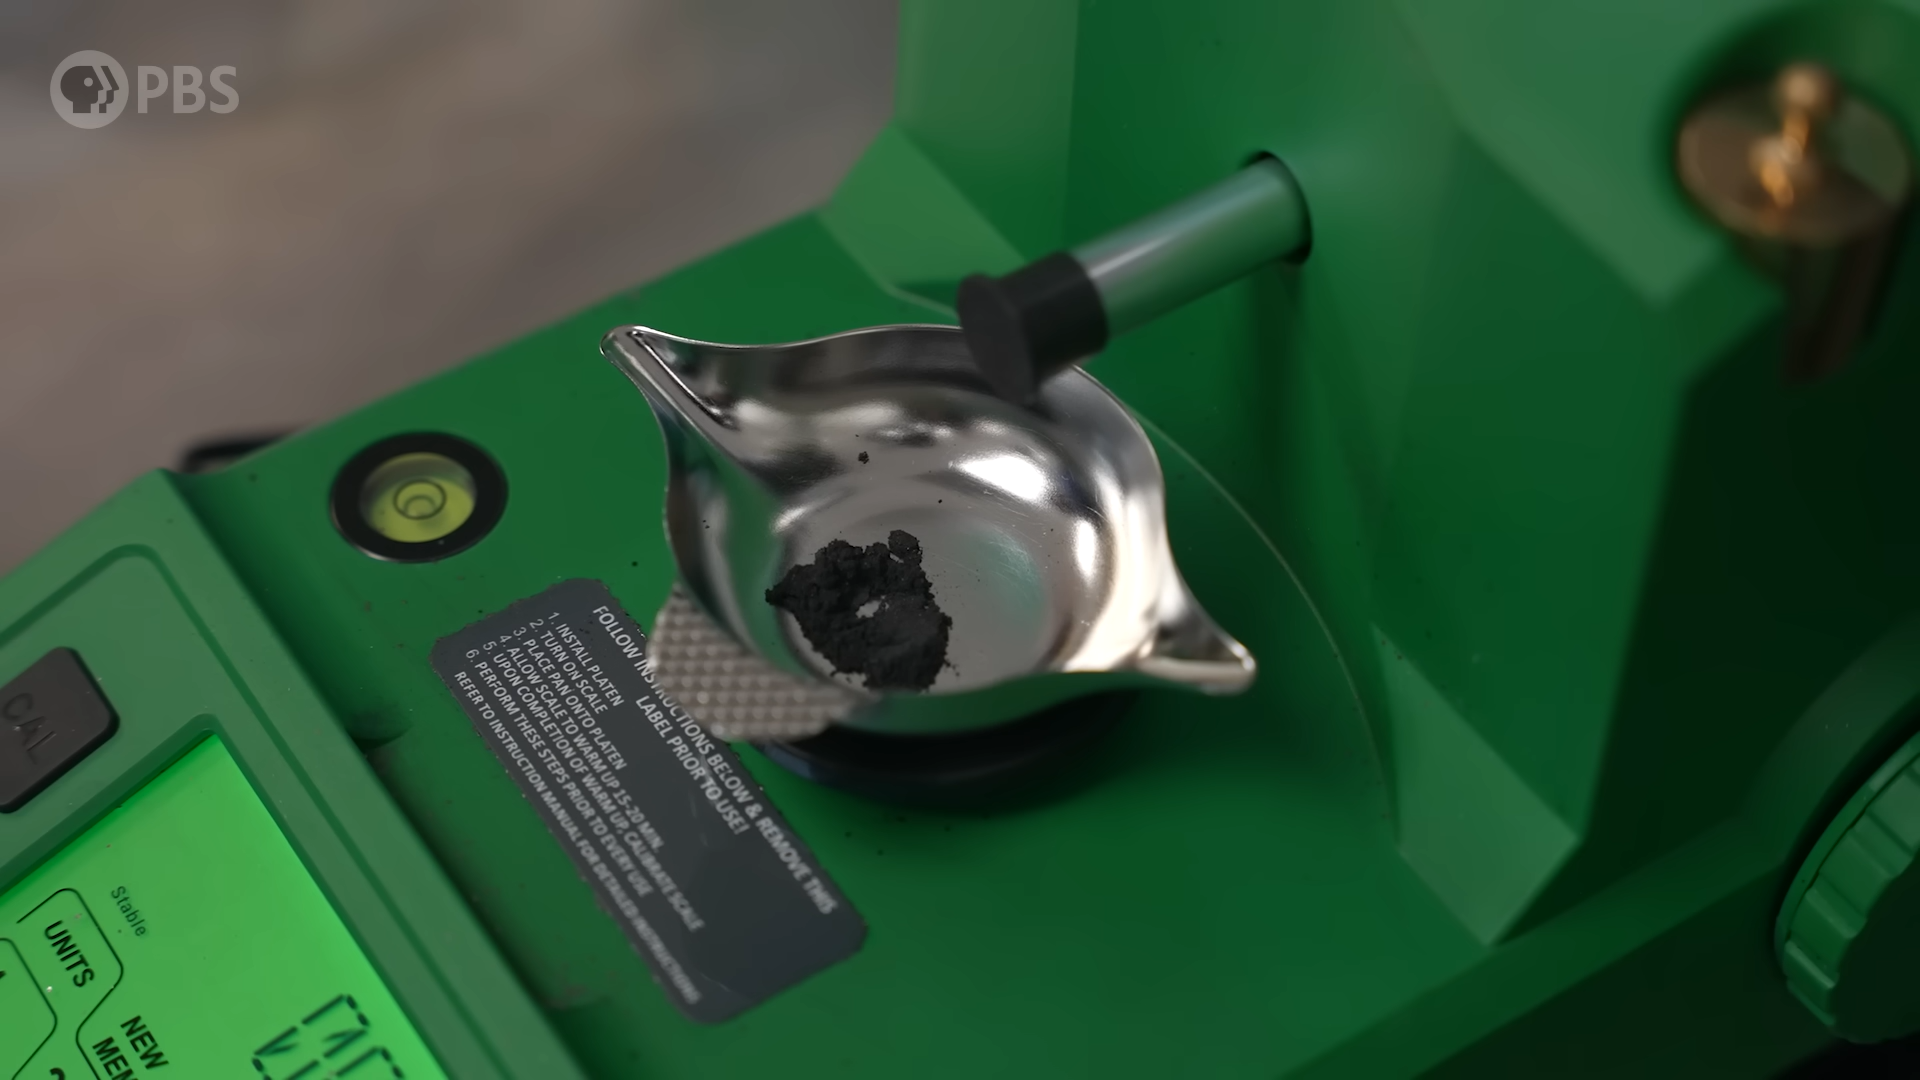 PBS
FOLLOW INSTRUCTIONS BELOW & REMOVE THIS
LABEL PRIOR TO USE!
1. INSTALL PLATEN
2. TURN ON SCALE
3. PLACE PAN ONTO PLATEN
4. ALLOW SCALE TO WARM UP 15-20 MIN.
5. UPON COMPLETION OF WARM UP, CALIBRATE SCALE
6. PERFORM THESE STEPS PRIOR TO EVERY USE
REFER TO INSTRUCTION MANUAL FOR DETAILED INSTRUCTIONS
CAL
Stable
UNITS
NEW